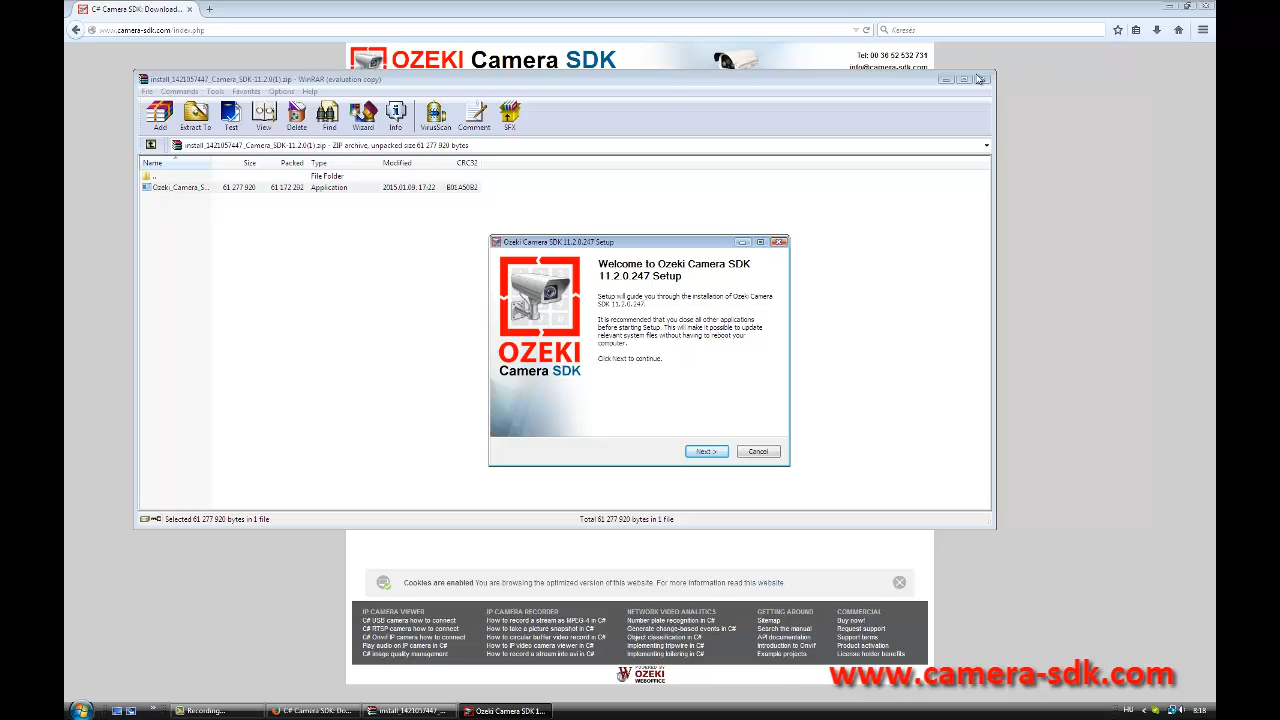 C# Camera SDK: Download...
www.camera-sdk.com/index.php
Keresés
OZEKI Camera SDK
Tel: 00 36 52 532 731
info@camera-sdk.com
install_1421057447_Camera_SDK-11.2.0(1).zip - WinRAR (evaluation copy)
File Commands Tools Favorites Options Help
Add Extract To Test View Delete Find Wizard Info VirusScan Comment SFX
install_1421057447_Camera_SDK-11.2.0(1).zip - ZIP archive, unpacked size 61 277 920 bytes
Name Size Packed Type Modified CRC32
.. File Folder
Ozeki_Camera_S... 61 277 920 61 172 292 Application 2015.01.09. 17:22 B01A50B2
Ozeki Camera SDK 11.2.0.247 Setup
Welcome to Ozeki Camera SDK
11.2.0.247 Setup
Setup will guide you through the installation of Ozeki Camera
SDK 11.2.0.247.
It is recommended that you close all other applications
before starting Setup. This will make it possible to update
relevant system files without having to reboot your
computer.
Click Next to continue.
OZEKI
Camera SDK
Next >
Cancel
Selected 61 277 920 bytes in 1 file
Total 61 277 920 bytes in 1 file
Cookies are enabled You are browsing the optimized version of this website. For more information read this website.
IP CAMERA VIEWER
C# USB camera how to connect
C# RTSP camera how to connect
C# Onvif IP camera how to connect
Play audio on IP camera in C#
C# image quality management
IP CAMERA RECORDER
How to record a stream as MPEG-4 in C#
How to take a picture snapshot in C#
How to circular buffer video record in C#
How to IP video camera viewer in C#
How to record a stream into avi in C#
NETWORK VIDEO ANALITICS
Number plate recognition in C#
Generate change-based events in C#
Object classification in C#
Implementing tripwire in C#
Implementing loitering in C#
GETTING AROUND
Sitemap
Search the manual
API documentation
Introduction to Onvif
Example projects
COMMERCIAL
Buy now!
Request support
Support terms
Product activation
License holder benefits
POWERED BY
OZEKI
WEBOFFICE
www.camera-sdk.com
Recording...
C# Camera SDK: Do...
install_1421057447_...
Ozeki Camera SDK 1...
HU
8:18